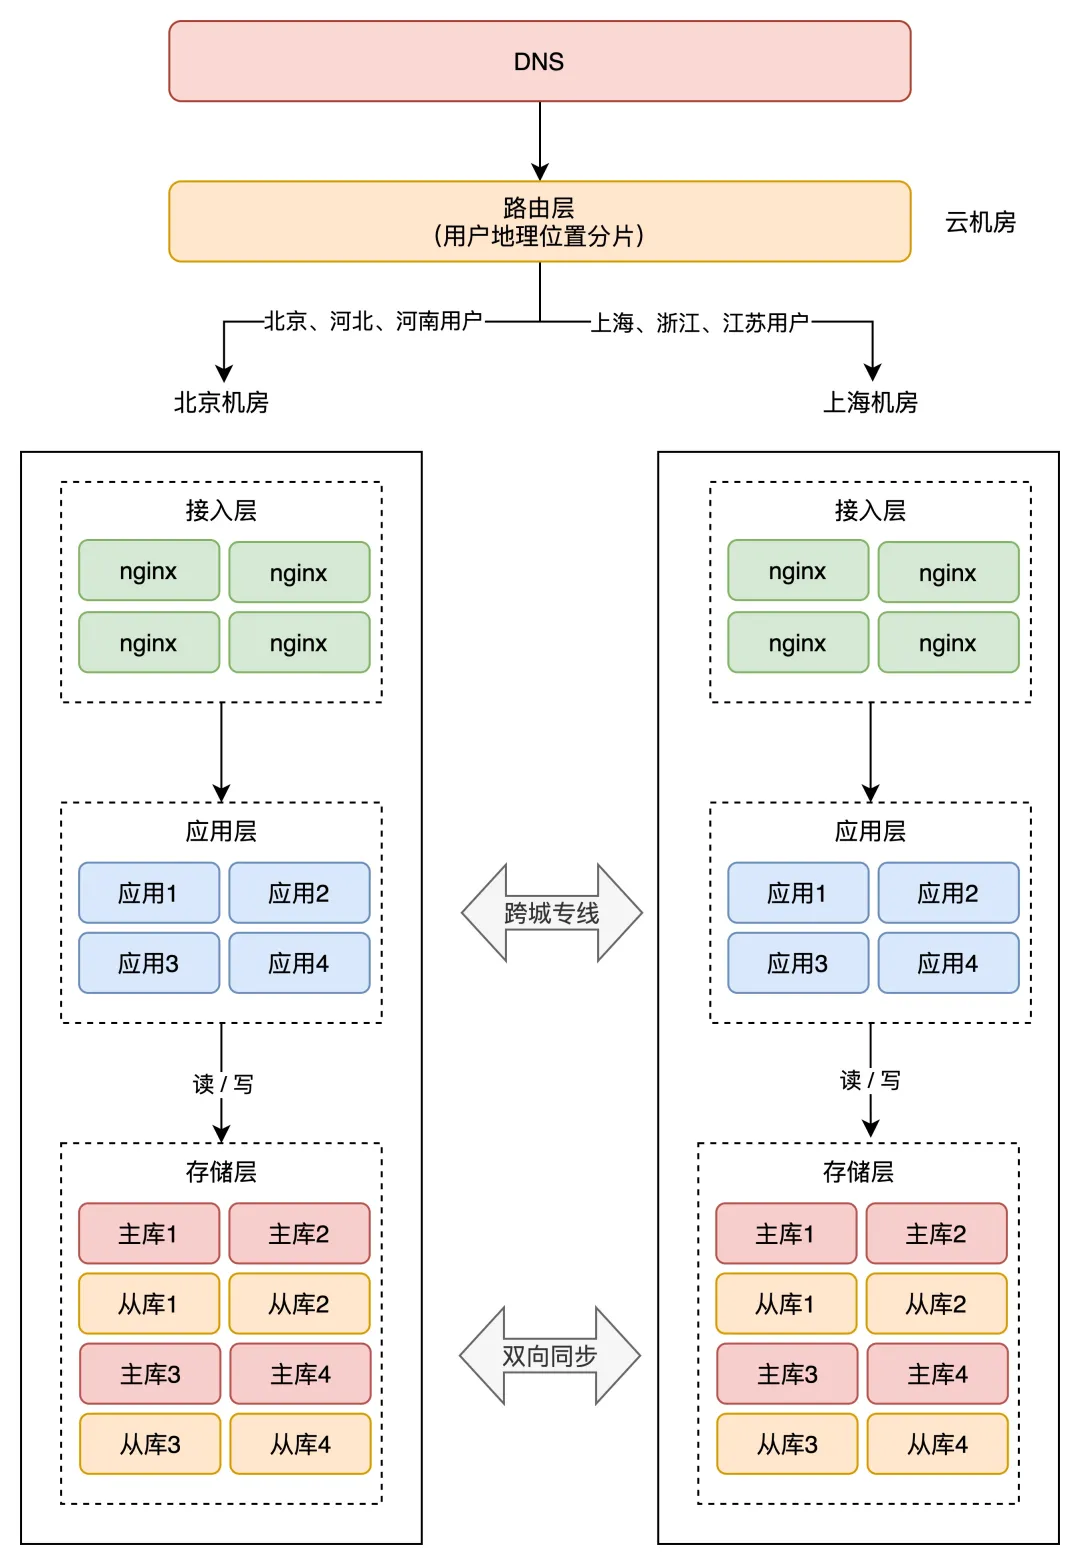 DNS
路由层
（用户地理位置分片）
云机房
北京、河北、河南用户
上海、浙江、江苏用户
北京机房
上海机房
接入层
nginx
nginx
nginx
nginx
应用层
应用1
应用2
应用3
应用4
读 / 写
存储层
主库1
主库2
从库1
从库2
主库3
主库4
从库3
从库4
跨城专线
双向同步
接入层
nginx
nginx
nginx
nginx
应用层
应用1
应用2
应用3
应用4
读 / 写
存储层
主库1
主库2
从库1
从库2
主库3
主库4
从库3
从库4